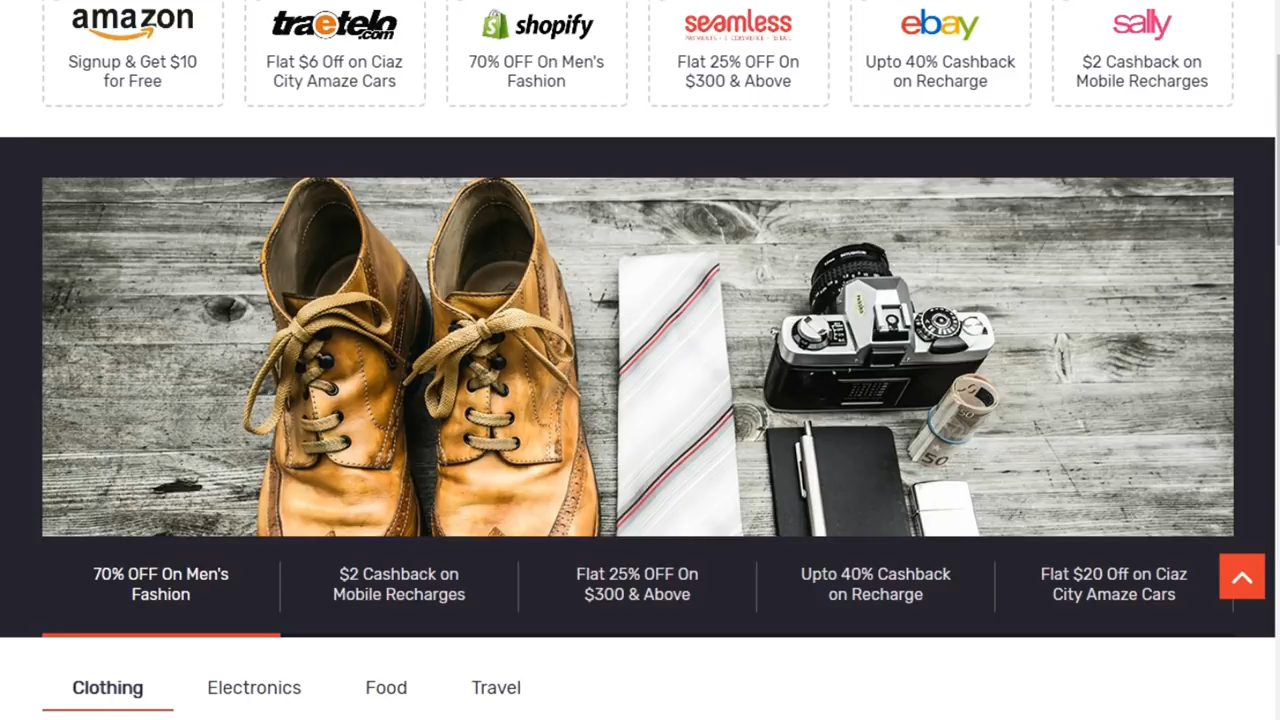 amazon
traetelo
.com
shopify
seamless
ebay
sally
Signup & Get $10
for Free
Flat $6 Off on Ciaz
City Amaze Cars
70% OFF On Men's
Fashion
Flat 25% OFF On
$300 & Above
Upto 40% Cashback
on Recharge
$2 Cashback on
Mobile Recharges
50
50
70% OFF On Men's
Fashion
$2 Cashback on
Mobile Recharges
Flat 25% OFF On
$300 & Above
Upto 40% Cashback
on Recharge
Flat $20 Off on Ciaz
City Amaze Cars
Clothing
Electronics
Food
Travel